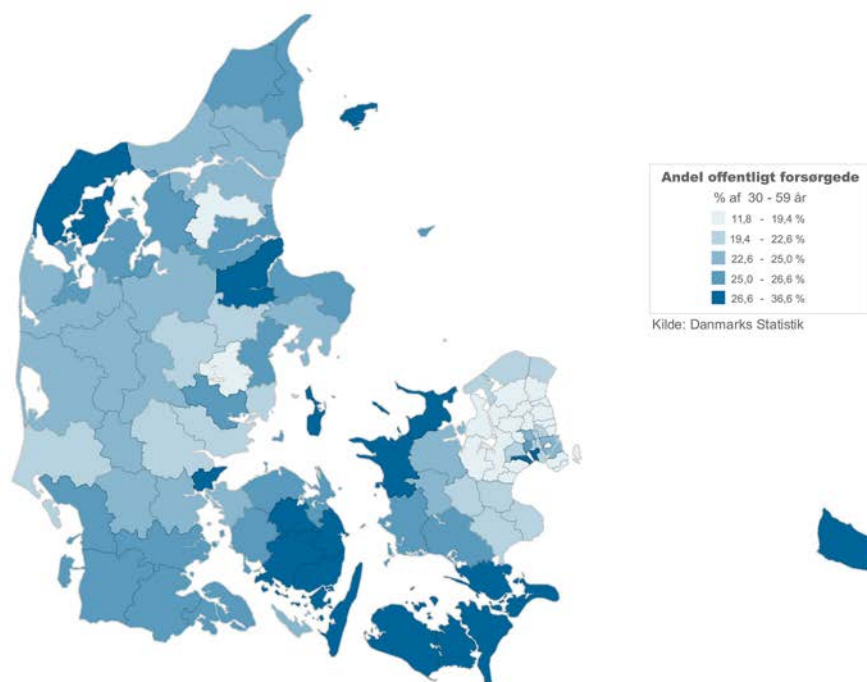 Andel offentligt forsørgede
% af 30 - 59 år
11,8 - 19,4 %
19,4 - 22,6 %
22,6 - 25,0 %
25,0 - 26,6 %
26,6 - 36,6 %
Kilde: Danmarks Statistik